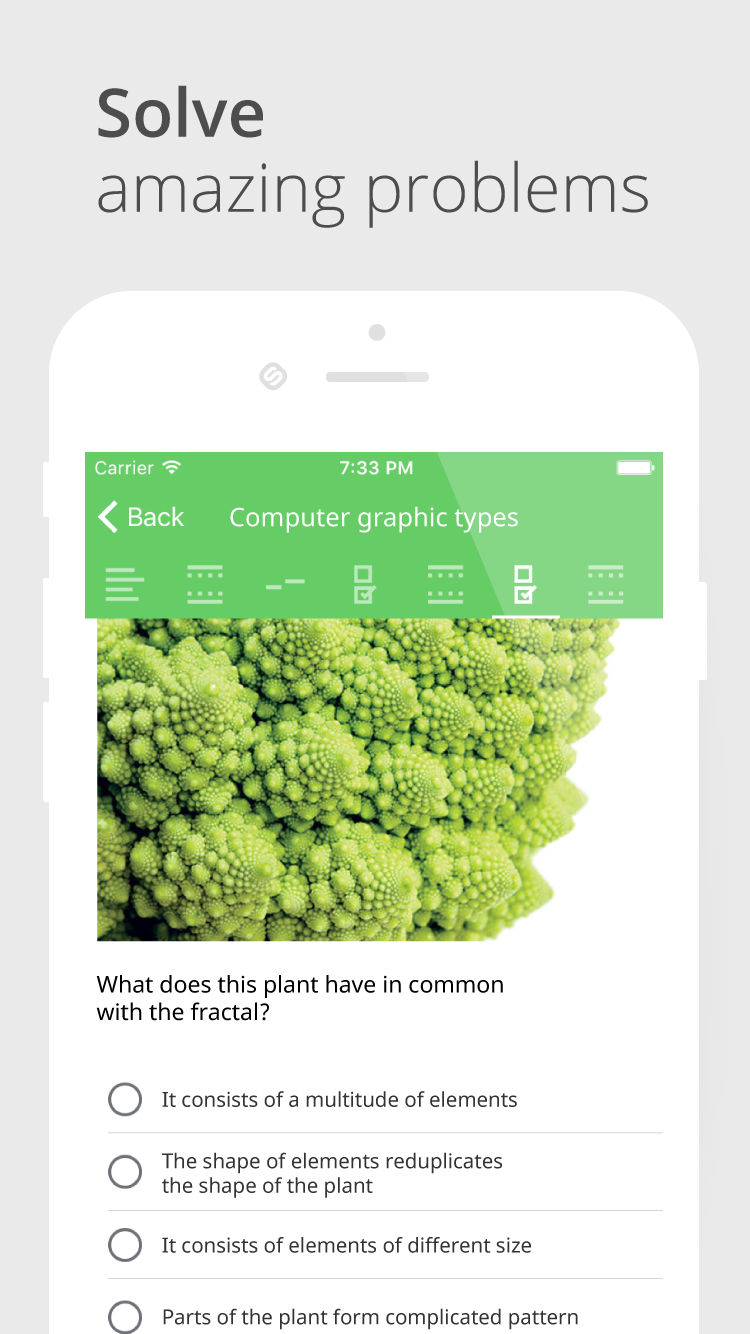 Solve
amazing problems
Carrier
7:33 PM
Back
Computer graphic types
What does this plant have in common
with the fractal?
It consists of a multitude of elements
The shape of elements reduplicates
the shape of the plant
It consists of elements of different size
Parts of the plant form complicated pattern